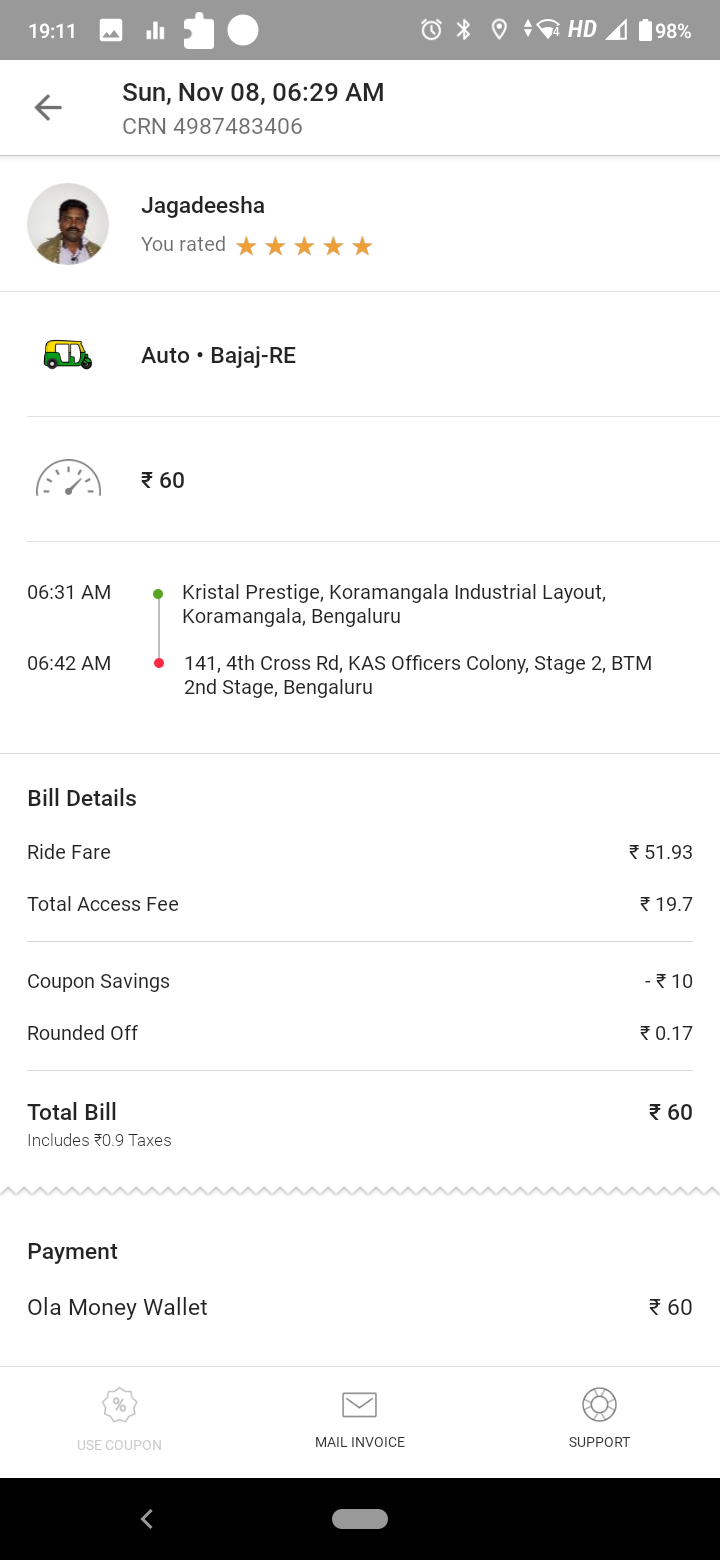 19:11
4 HD 98%
Sun, Nov 08, 06:29 AM
CRN 4987483406
Jagadeesha
You rated
Auto • Bajaj-RE
₹ 60
06:31 AM Kristal Prestige, Koramangala Industrial Layout,
Koramangala, Bengaluru
06:42 AM 141, 4th Cross Rd, KAS Officers Colony, Stage 2, BTM
2nd Stage, Bengaluru
Bill Details
Ride Fare ₹ 51.93
Total Access Fee ₹ 19.7
Coupon Savings - ₹ 10
Rounded Off ₹ 0.17
Total Bill ₹ 60
Includes ₹0.9 Taxes
Payment
Ola Money Wallet ₹ 60
%
USE COUPON MAIL INVOICE SUPPORT